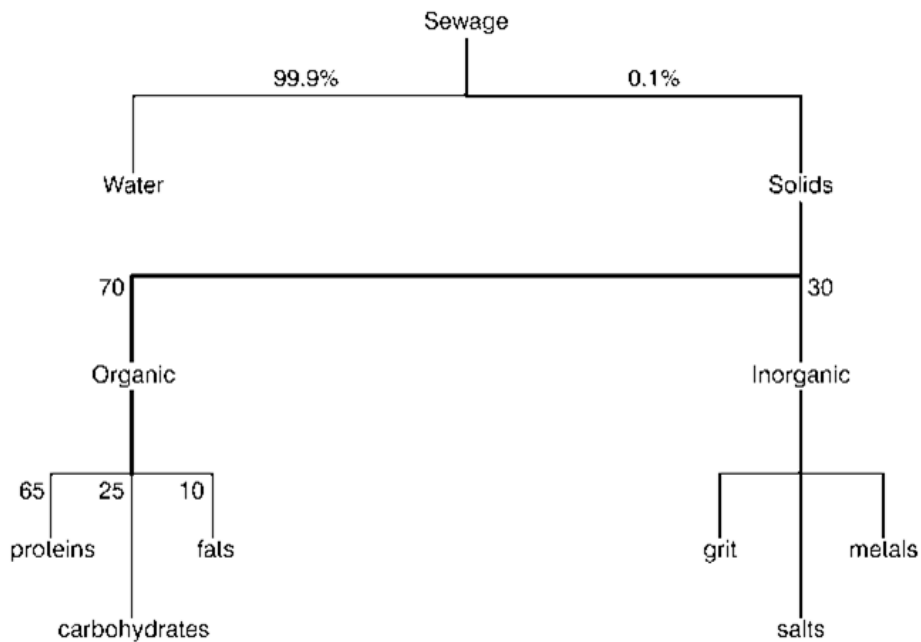 Sewage
99.9% 0.1%
Water Solids
70 30
Organic Inorganic
65 25 10
proteins fats grit metals
carbohydrates salts